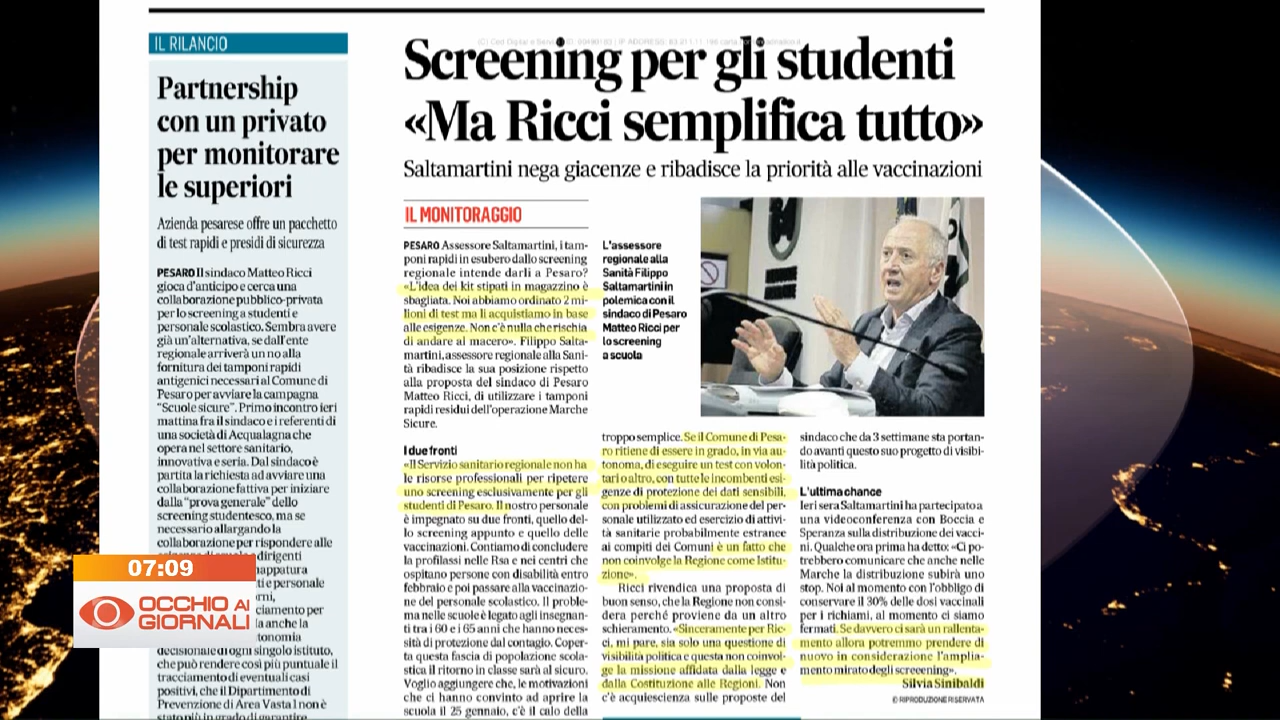 IL RILANCIO
Partnership
con un privato
per monitorare
le superiori
Azienda pesarese offre un pacchetto
di test rapidi e presidi di sicurezza
PESARO Il sindaco Matteo Ricci
gioca d'anticipo e cerca una
collaborazione pubblico-privata
per lo screening a studenti e
personale scolastico. Sembra avere
già un'alternativa, se dall'ente
regionale arriverà un no alla
fornitura dei tamponi rapidi
antigenici necessari al Comune di
Pesaro per avviare la campagna
"Scuole sicure". Primo incontro ieri
mattina fra il sindaco e i referenti di
una società di Acqualagna che
opera nel settore sanitario,
innovativa e seria. Dal sindaco è
partita la richiesta ad avviare una
collaborazione fattiva per iniziare
dalla "prova generale" dello
screening studentesco, ma se
necessario allargando la
collaborazione per rispondere alle
dirigenti
mappatura
ti e personale
orni,
ciamento per
la anche la
tonomia
decisionale di ogni singolo istituto,
che può rendere così più puntuale il
tracciamento di eventuali casi
positivi, che il Dipartimento di
Prevenzione di Area Vasta 1 non è
stato più in grado di garantire
Screening per gli studenti
«Ma Ricci semplifica tutto»
Saltamartini nega giacenze e ribadisce la priorità alle vaccinazioni
IL MONITORAGGIO
PESARO Assessore Saltamartini, i tam-
poni rapidi in esubero dallo screening
regionale intende darli a Pesaro?
«L'idea dei kit stipati in magazzino è
sbagliata. Noi abbiamo ordinato 2 mi-
lioni di test ma li acquistiamo in base
alle esigenze. Non c'è nulla che rischia
di andare al macero». Filippo Salta-
martini, assessore regionale alla Sani-
tà ribadisce la sua posizione rispetto
alla proposta del sindaco di Pesaro
Matteo Ricci, di utilizzare i tamponi
rapidi residui dell'operazione Marche
Sicure.
I due fronti
«Il Servizio sanitario regionale non ha
le risorse professionali per ripetere
uno screening esclusivamente per gli
studenti di Pesaro. Il nostro personale
è impegnato su due fronti, quello del-
lo screening appunto e quello delle
vaccinazioni. Contiamo di concludere
la profilassi nelle Rsa e nei centri che
ospitano persone con disabilità entro
febbraio e poi passare alla vaccinazio-
ne del personale scolastico. Il proble-
ma nelle scuole è legato agli insegnan-
ti tra i 60 e i 65 anni che hanno neces-
sità di protezione dal contagio. Coper-
ta questa fascia di popolazione scola-
stica il ritorno in classe sarà al sicuro.
Voglio aggiungere che, le motivazioni
che ci hanno convinto ad aprire la
scuola il 25 gennaio, c'è il calo della
L'assessore
regionale alla
Sanità Filippo
Saltamartini in
polemica con il
sindaco di Pesaro
Matteo Ricci per
lo screening
a scuola
troppo semplice. Se il Comune di Pesa-
ro ritiene di essere in grado, in via au-
tonoma, di eseguire un test con volon-
tari o altro, con tutte le incombenti esi-
genze di protezione dei dati sensibili,
con problemi di assicurazione del per-
sonale utilizzato ed esercizio di attivi-
tà sanitarie probabilmente estranee
ai compiti dei Comuni è un fatto che
non coinvolge la Regione come Istitu-
zione».
Ricci rivendica una proposta di
buon senso, che la Regione non consi-
dera perché proviene da un altro
schieramento. «Sinceramente per Ric-
ci, mi pare, sia solo una questione di
visibilità politica e questa non coinvol-
ge la missione affidata dalla legge e
dalla Costituzione alle Regioni. Non
c'è acquiescenza sulle proposte del
sindaco che da 3 settimane sta portan-
do avanti questo suo progetto di visibi-
lità politica.
L'ultima chance
Ieri sera Saltamartini ha partecipato a
una videoconferenza con Boccia e
Speranza sulla distribuzione dei vacci-
ni. Qualche ora prima ha detto: «Ci po-
trebbero comunicare che anche nelle
Marche la distribuzione subirà uno
stop. Noi al momento con l'obbligo di
conservare il 30% delle dosi vaccinali
per i richiami, al momento ci siamo
fermati. Se davvero ci sarà un rallenta-
mento allora potremmo prendere di
nuovo in considerazione l'amplia-
mento mirato degli screening».
Silvia Sinibaldi
© RIPRODUZIONE RISERVATA
07:09
OCCHIO AI
GIORNALI